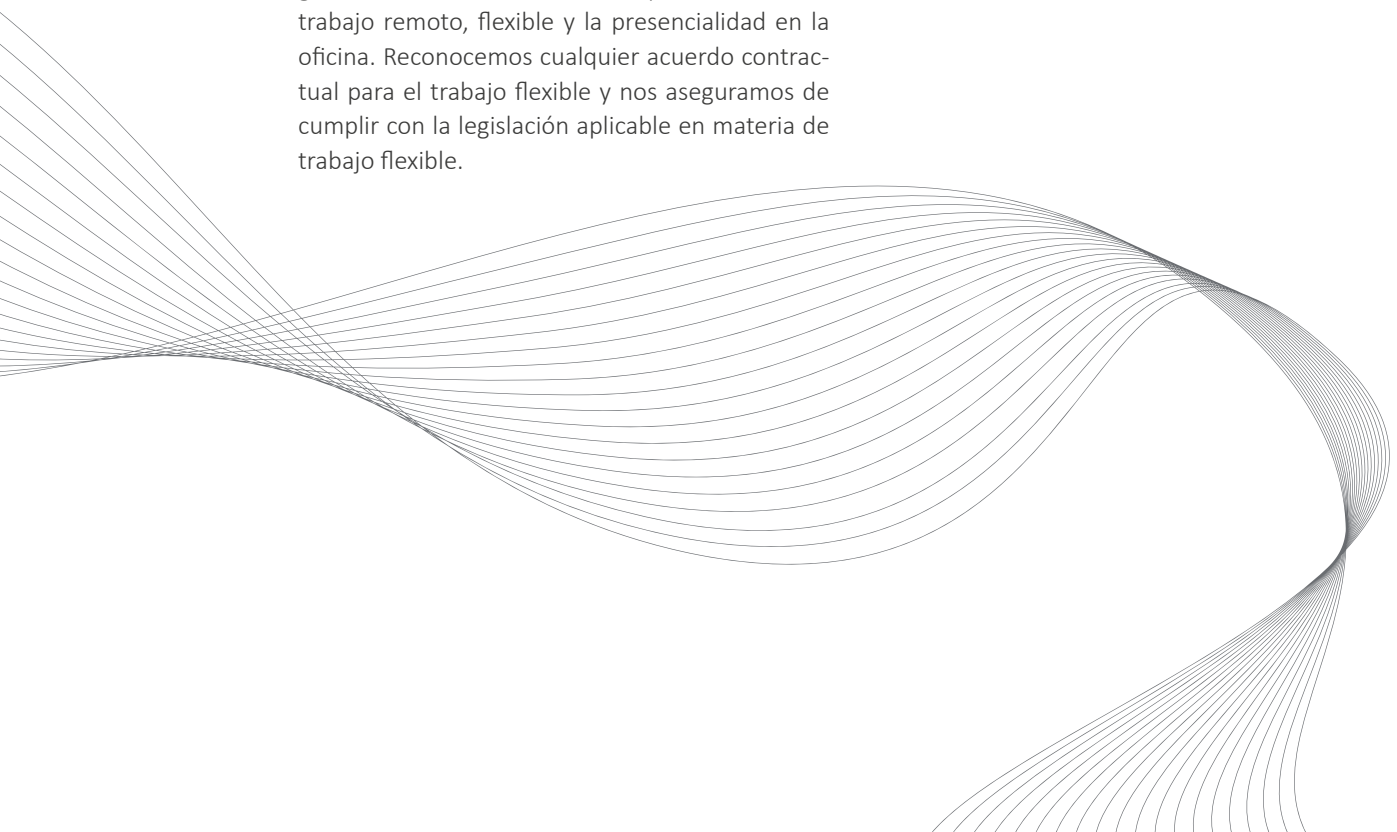 trabajo remoto, flexible y la presencialidad en la
oficina. Reconocemos cualquier acuerdo contrac-
tual para el trabajo flexible y nos aseguramos de
cumplir con la legislación aplicable en materia de
trabajo flexible.